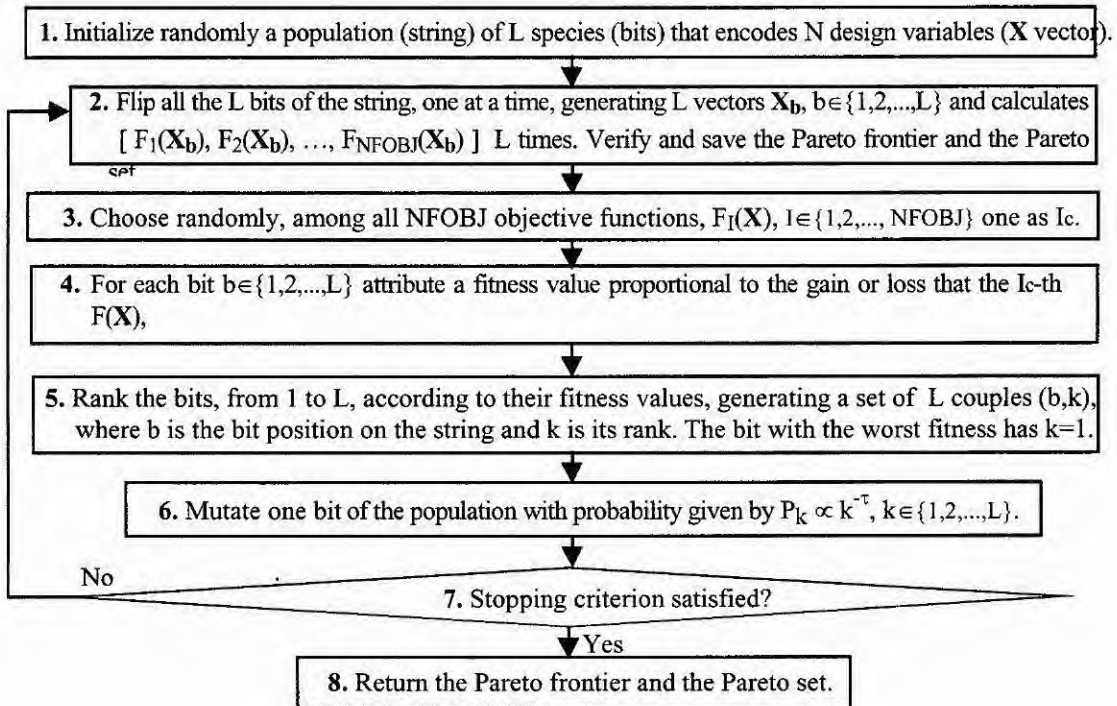 1. Initialize randomly a population (string) of L species (bits) that encodes N design variables (X vector).
2. Flip all the L bits of the string, one at a time, generating L vectors X_b, b∈{1,2,...,L} and calculates
[ F_1(X_b), F_2(X_b), …, F_NFOBJ(X_b) ] L times. Verify and save the Pareto frontier and the Pareto
set
3. Choose randomly, among all NFOBJ objective functions, F_I(X), I∈{1,2,..., NFOBJ} one as Ic.
4. For each bit b∈{1,2,...,L} attribute a fitness value proportional to the gain or loss that the Ic-th
F(X),
5. Rank the bits, from 1 to L, according to their fitness values, generating a set of L couples (b,k),
where b is the bit position on the string and k is its rank. The bit with the worst fitness has k=1.
6. Mutate one bit of the population with probability given by P_k ∝ k^-τ, k∈{1,2,...,L}.
No
7. Stopping criterion satisfied?
Yes
8. Return the Pareto frontier and the Pareto set.